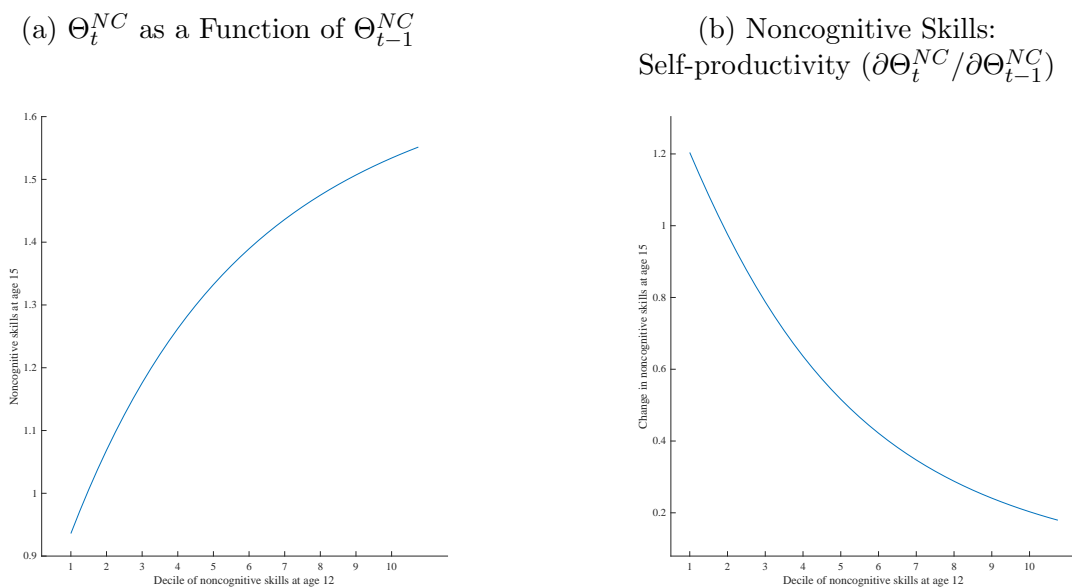 (a) Θ_t^{NC} as a Function of Θ_{t−1}^{NC}
1.6
1.5
1.4
1.3
1.2
1.1
1
0.9
Noncognitive skills at age 15
1 2 3 4 5 6 7 8 9 10
Decile of noncognitive skills at age 12
(b) Noncognitive Skills:
Self-productivity (∂Θ_t^{NC}/∂Θ_{t−1}^{NC})
1.2
1
0.8
0.6
0.4
0.2
Change in noncognitive skills at age 15
1 2 3 4 5 6 7 8 9 10
Decile of noncognitive skills at age 12